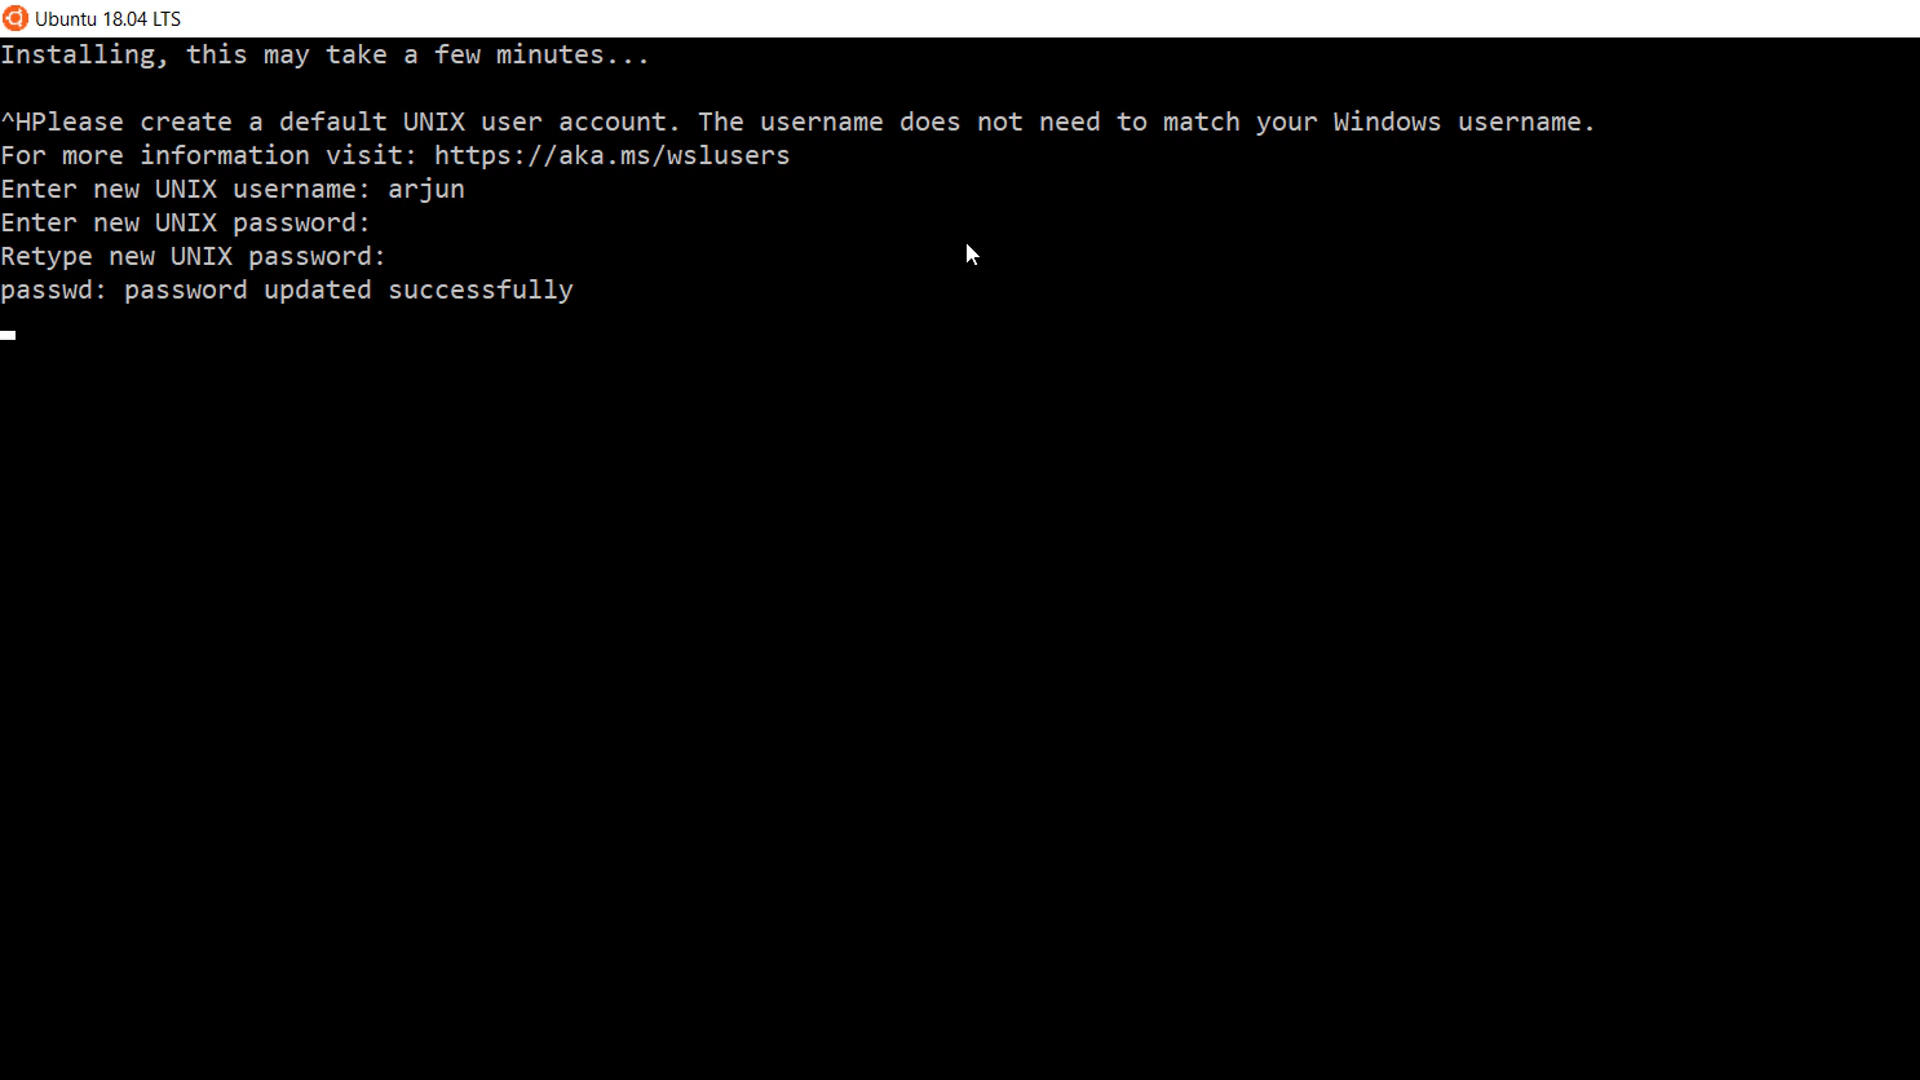 Ubuntu 18.04 LTS
Installing, this may take a few minutes...
^HPlease create a default UNIX user account. The username does not need to match your Windows username.
For more information visit: https://aka.ms/wslusers
Enter new UNIX username: arjun
Enter new UNIX password:
Retype new UNIX password:
passwd: password updated successfully